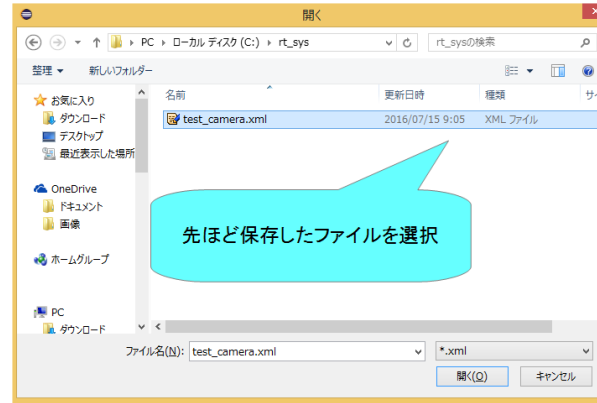 開く
PC ▸ ローカル ディスク (C:) ▸ rt_sys
rt_sysの検索
整理 新しいフォルダー
名前 更新日時 種類 サイ
test_camera.xml 2016/07/15 9:05 XML ファイル
お気に入り
ダウンロード
デスクトップ
最近表示した場所
OneDrive
ドキュメント
画像
ホームグループ
PC
ダウンロード
先ほど保存したファイルを選択
ファイル名(N): test_camera.xml *.xml
開く(O) キャンセル